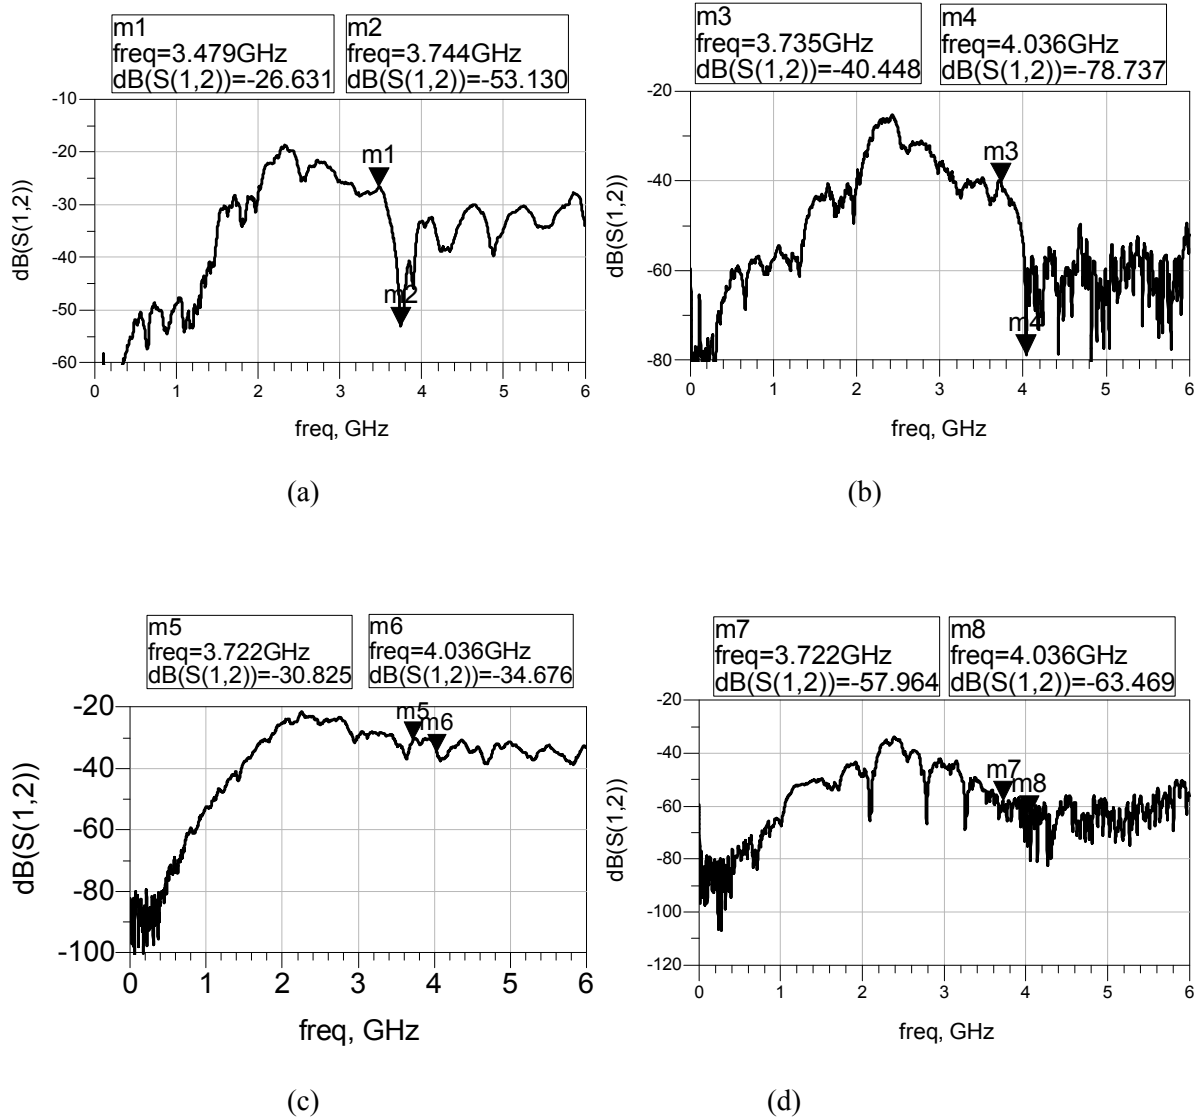 m1
freq=3.479GHz
dB(S(1,2))=-26.631
m2
freq=3.744GHz
dB(S(1,2))=-53.130
-10
-20
-30
-40
-50
-60
dB(S(1,2))
m1
m2
0 1 2 3 4 5 6
freq, GHz
(a)
m3
freq=3.735GHz
dB(S(1,2))=-40.448
m4
freq=4.036GHz
dB(S(1,2))=-78.737
-20
-40
-60
-80
dB(S(1,2))
m3
m4
0 1 2 3 4 5 6
freq, GHz
(b)
m5
freq=3.722GHz
dB(S(1,2))=-30.825
m6
freq=4.036GHz
dB(S(1,2))=-34.676
-20
-40
-60
-80
-100
dB(S(1,2))
m5
m6
0 1 2 3 4 5 6
freq, GHz
(c)
m7
freq=3.722GHz
dB(S(1,2))=-57.964
m8
freq=4.036GHz
dB(S(1,2))=-63.469
-20
-40
-60
-80
-100
-120
dB(S(1,2))
m7
m8
0 1 2 3 4 5 6
freq, GHz
(d)